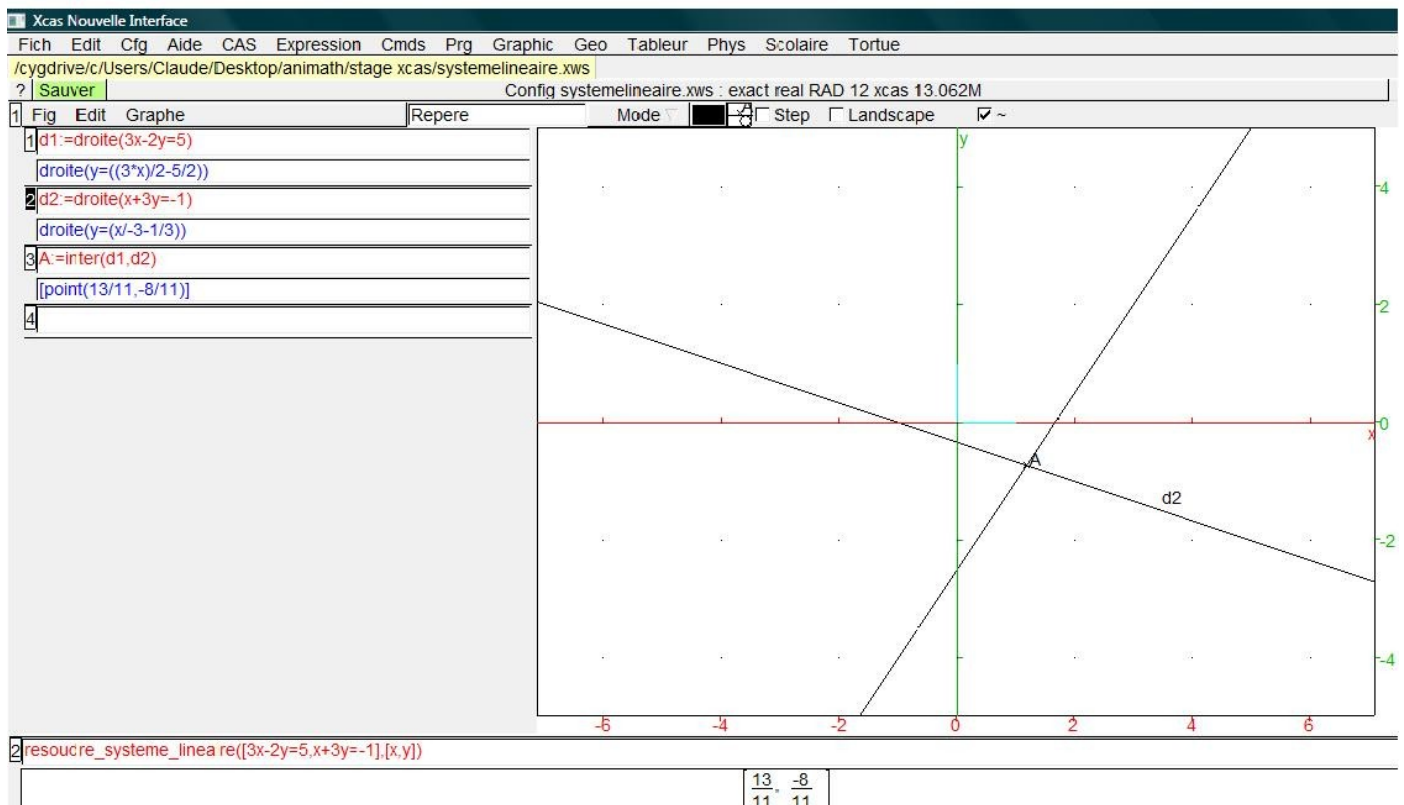 Xcas Nouvelle Interface
Fich Edit Cfg Aide CAS Expression Cmds Prg Graphic Geo Tableur Phys Scolaire Tortue
/cygdrive/c/Users/Claude/Desktop/animath/stage xcas/systemelineaire.xws
? Sauver Config systemelineaire.xws : exact real RAD 12 xcas 13.062M
1 Fig Edit Graphe Repere Mode Step Landscape ~
1 d1:=droite(3x-2y=5)
droite(y=((3*x)/2-5/2))
2 d2:=droite(x+3y=-1)
droite(y=(x/-3-1/3))
3 A:=inter(d1,d2)
[point(13/11,-8/11)]
4
y
4
2
0
x
A
d2
-2
-4
-6 -4 -2 0 2 4 6
2 resoudre_systeme_lineaire([3x-2y=5,x+3y=-1],[x,y])
13/11, -8/11